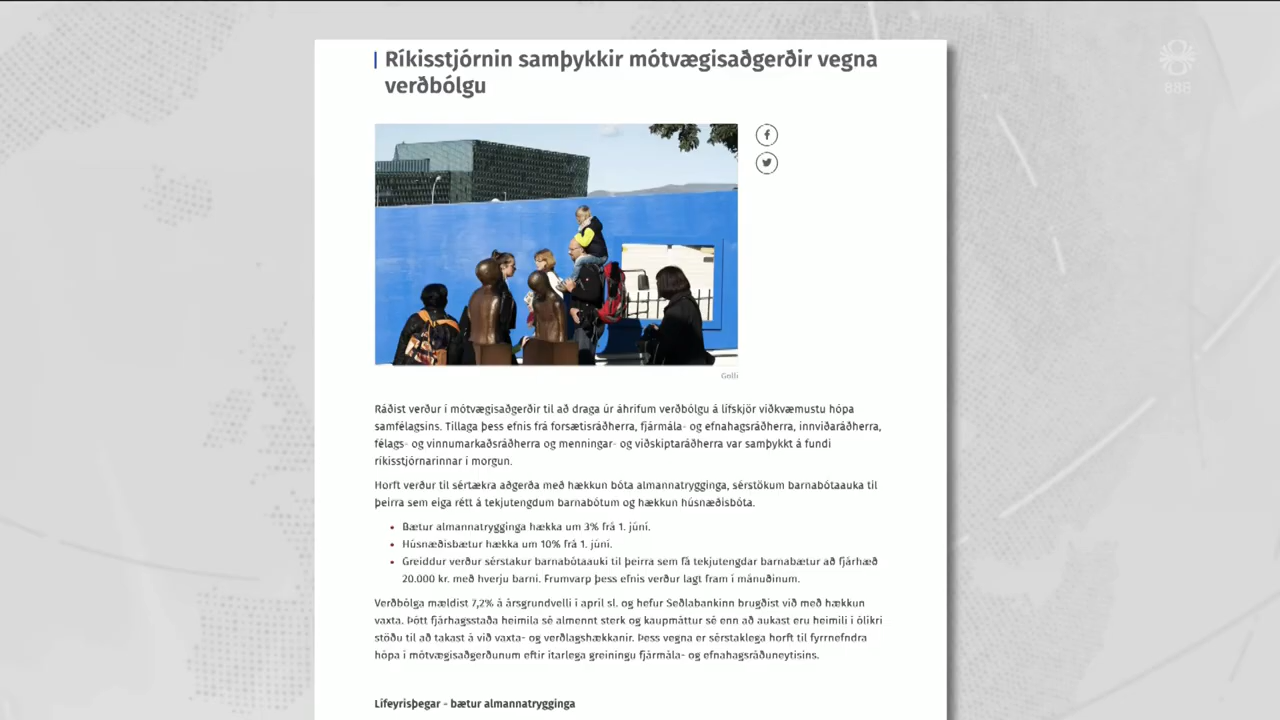 Ríkisstjórnin samþykkir mótvægisaðgerðir vegna
verðbólgu
888
Golli
Ráðist verður í mótvægisaðgerðir til að draga úr áhrifum verðbólgu á lífskjör viðkvæmustu hópa
samfélagsins. Tillaga þess efnis frá forsætisráðherra, fjármála- og efnahagsráðherra, innviðaráðherra,
félags- og vinnumarkaðsráðherra og menningar- og viðskiptaráðherra var samþykkt á fundi
ríkisstjórnarinnar í morgun.
Horft verður til sértækra aðgerða með hækkun bóta almannatrygginga, sérstökum barnabótaauka til
þeirra sem eiga rétt á tekjutengdum barnabótum og hækkun húsnæðisbóta.
• Bætur almannatrygginga hækka um 3% frá 1. júní.
• Húsnæðisbætur hækka um 10% frá 1. júní.
• Greiddur verður sérstakur barnabótaauki til þeirra sem fá tekjutengdar barnabætur að fjárhæð
20.000 kr. með hverju barni. Frumvarp þess efnis verður lagt fram í mánuðinum.
Verðbólga mældist 7,2% á ársgrundvelli í apríl sl. og hefur Seðlabankinn brugðist við með hækkun
vaxta. Þótt fjárhagsstaða heimila sé almennt sterk og kaupmáttur sé enn að aukast eru heimili í ólíkri
stöðu til að takast á við vaxta- og verðlagshækkanir. Þess vegna er sérstaklega horft til fyrrnefndra
hópa í mótvægisaðgerðunum eftir ítarlega greiningu fjármála- og efnahagsráðuneytisins.
Lífeyrisþegar - bætur almannatrygginga